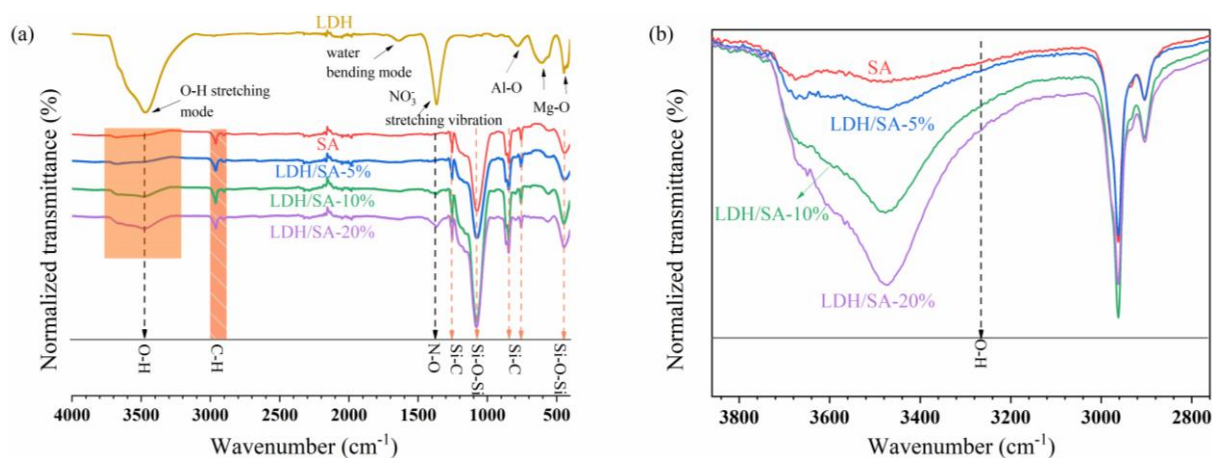 (a)
LDH
O-H stretching
mode
water
bending mode
NO₃⁻
stretching vibration
Al-O
Mg-O
SA
LDH/SA-5%
LDH/SA-10%
LDH/SA-20%
Normalized transmittance (%)
O-H
C-H
N-O
Si-C
Si-O-Si
Si-C
Si-O-Si
4000 3500 3000 2500 2000 1500 1000 500
Wavenumber (cm⁻¹)
(b)
SA
LDH/SA-5%
LDH/SA-10%
LDH/SA-20%
Normalized transmittance (%)
O-H
3800 3600 3400 3200 3000 2800
Wavenumber (cm⁻¹)